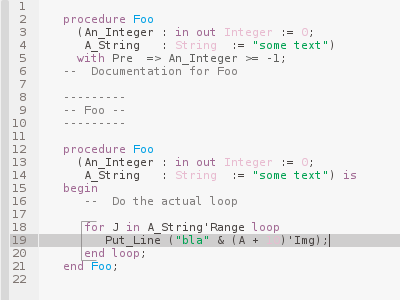 1
2 procedure Foo
3 (An_Integer : in out Integer := 0;
4 A_String : String := "some text")
5 with Pre => An_Integer >= -1;
6 -- Documentation for Foo
7
8 ---------
9 -- Foo --
10 ---------
11
12 procedure Foo
13 (An_Integer : in out Integer := 0;
14 A_String : String := "some text") is
15 begin
16 -- Do the actual loop
17
18 for J in A_String'Range loop
19 Put_Line ("bla" & (A + )'Img);
20 end loop;
21 end Foo;
22